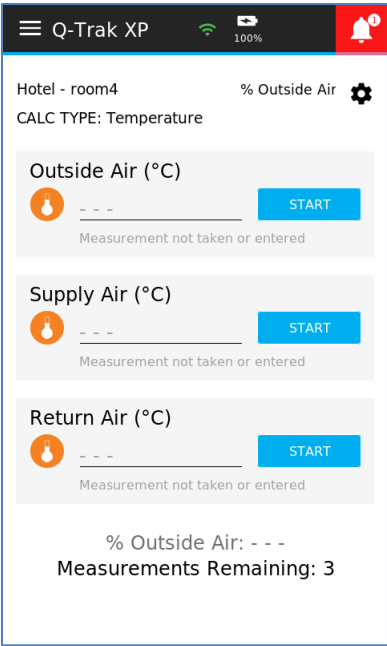 Q-Trak XP
100%
1
Hotel - room4
% Outside Air
CALC TYPE: Temperature
Outside Air (°C)
- - -
START
Measurement not taken or entered
Supply Air (°C)
- - -
START
Measurement not taken or entered
Return Air (°C)
- - -
START
Measurement not taken or entered
% Outside Air: - - -
Measurements Remaining: 3